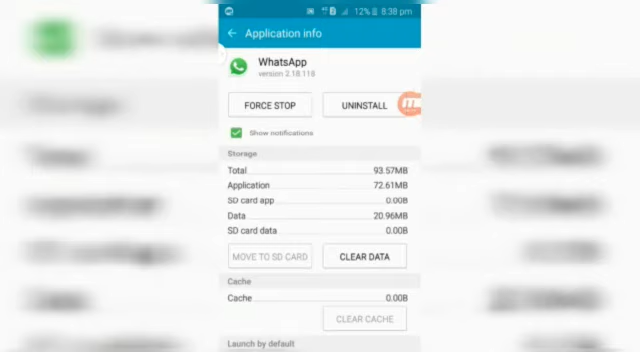 12% 8:38 pm
Application info
WhatsApp
version 2.18.118
FORCE STOP UNINSTALL
Show notifications
Storage
Total 93.57MB
Application 72.61MB
SD card app 0.00B
Data 20.96MB
SD card data 0.00B
MOVE TO SD CARD CLEAR DATA
Cache
Cache 0.00B
CLEAR CACHE
Launch by default